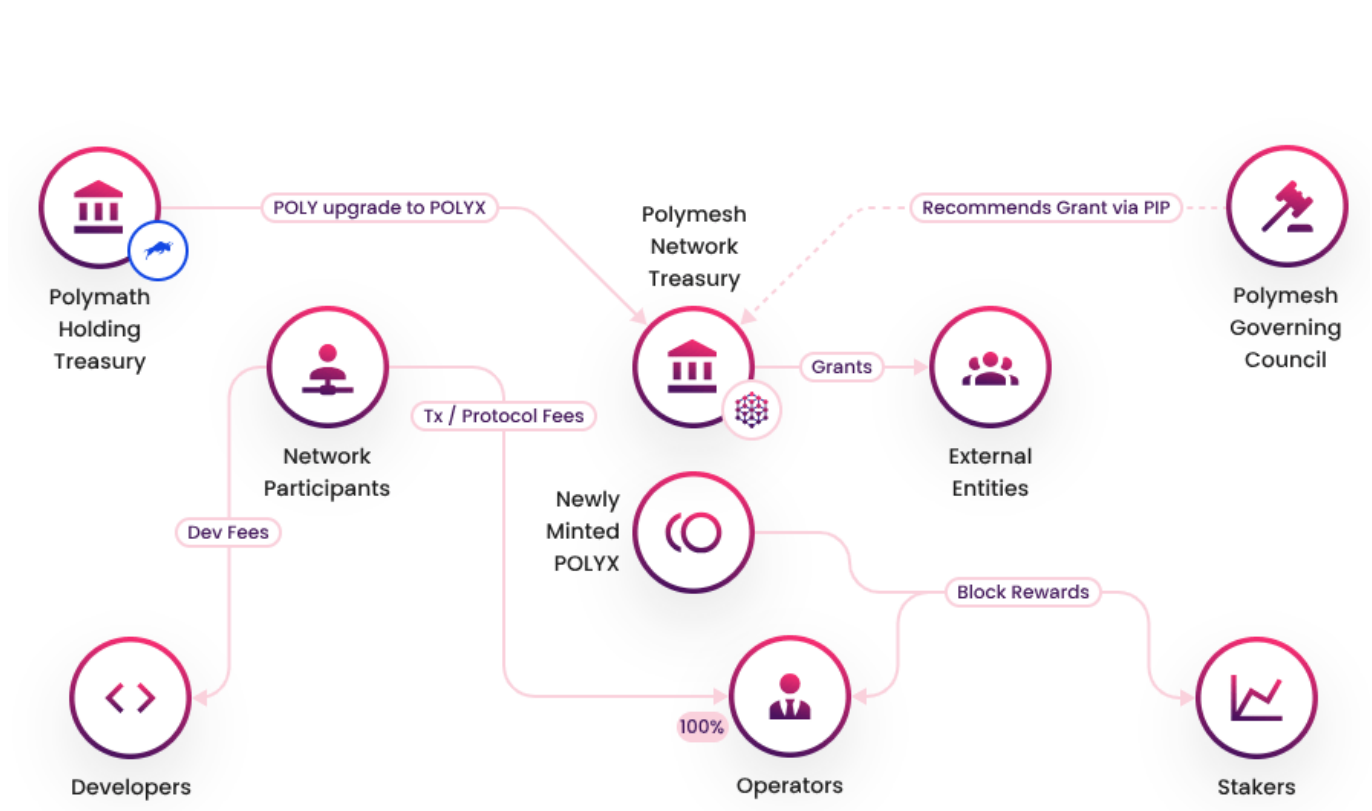 POLY upgrade to POLYX
Recommends Grant via PIP
Polymesh
Network
Treasury
Polymath
Holding
Treasury
Polymesh
Governing
Council
Grants
Tx / Protocol Fees
Network
Participants
External
Entities
Newly
Minted
POLYX
Dev Fees
Block Rewards
100%
Developers
Operators
Stakers